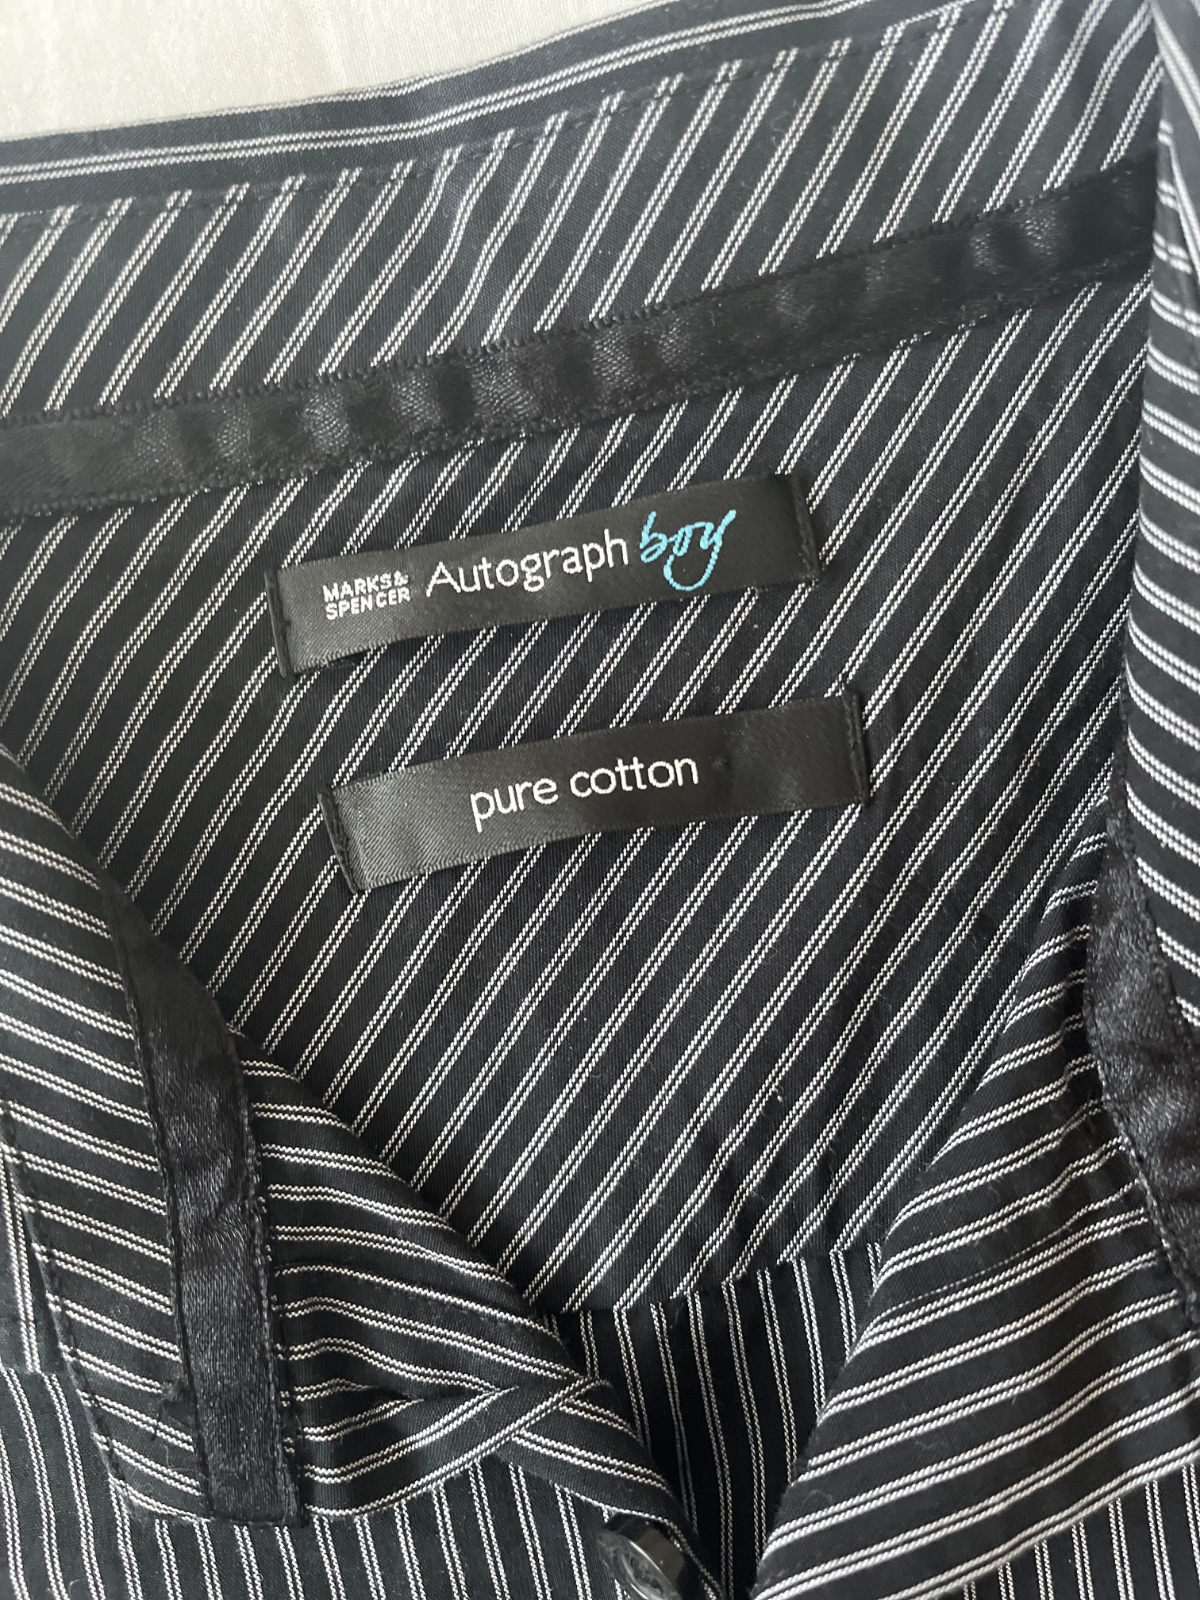 MARKS&
SPENCER
Autograph boy
pure cotton